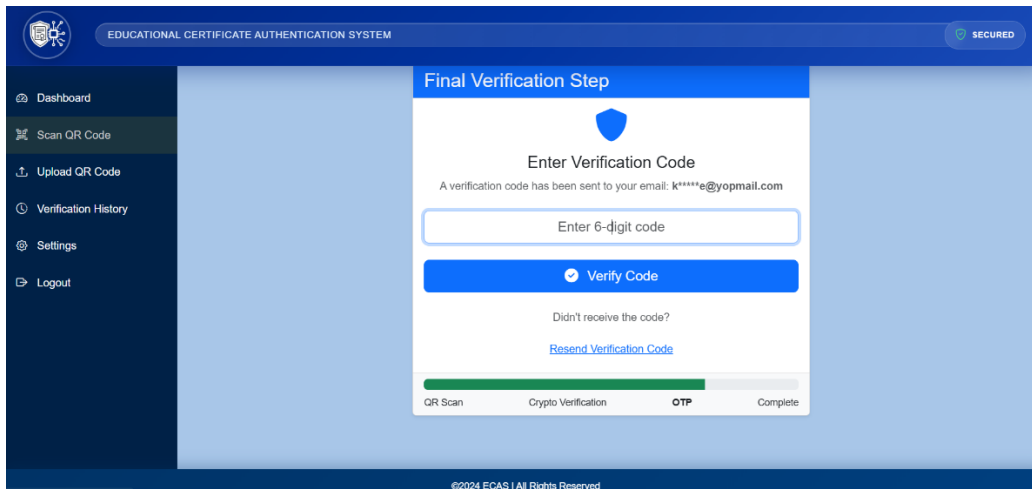 EDUCATIONAL CERTIFICATE AUTHENTICATION SYSTEM
SECURED
Dashboard
Scan QR Code
Upload QR Code
Verification History
Settings
Logout
Final Verification Step
Enter Verification Code
A verification code has been sent to your email: k*****e@yopmail.com
Enter 6-digit code
Verify Code
Didn't receive the code?
Resend Verification Code
QR Scan Crypto Verification OTP Complete
©2024 ECAS | All Rights Reserved